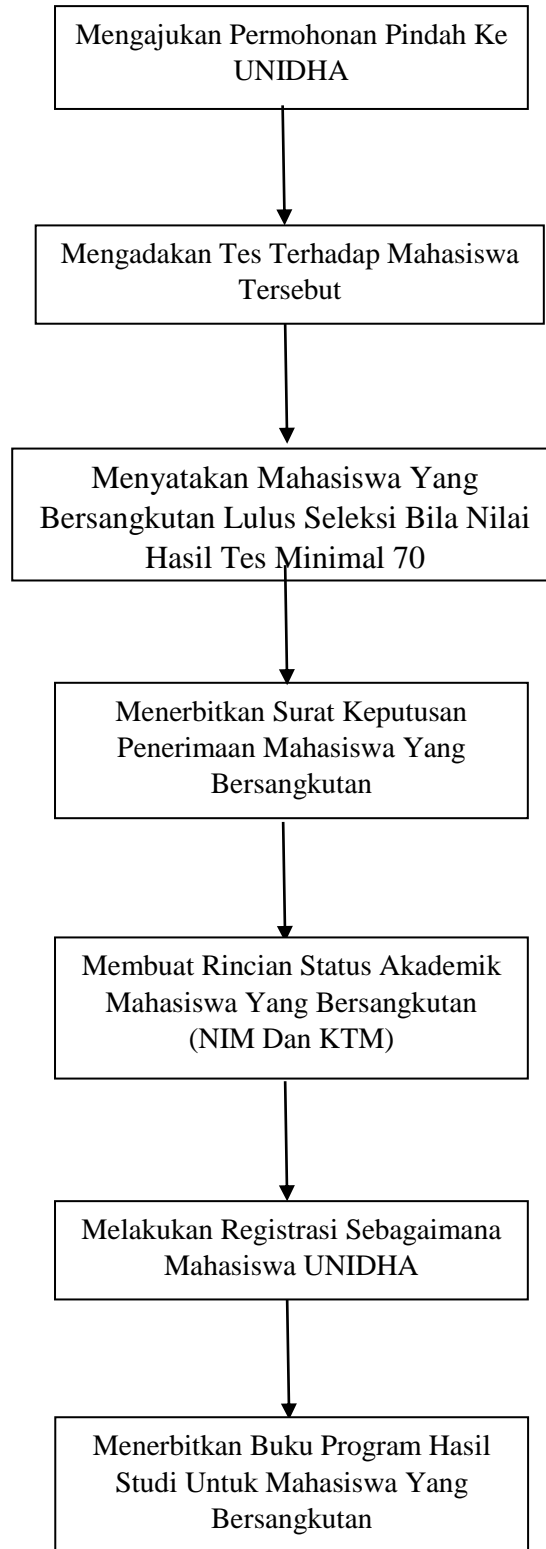 Mengajukan Permohonan Pindah Ke
UNIDHA
Mengadakan Tes Terhadap Mahasiswa
Tersebut
Menyatakan Mahasiswa Yang
Bersangkutan Lulus Seleksi Bila Nilai
Hasil Tes Minimal 70
Menerbitkan Surat Keputusan
Penerimaan Mahasiswa Yang
Bersangkutan
Membuat Rincian Status Akademik
Mahasiswa Yang Bersangkutan
(NIM Dan KTM)
Melakukan Registrasi Sebagaimana
Mahasiswa UNIDHA
Menerbitkan Buku Program Hasil
Studi Untuk Mahasiswa Yang
Bersangkutan